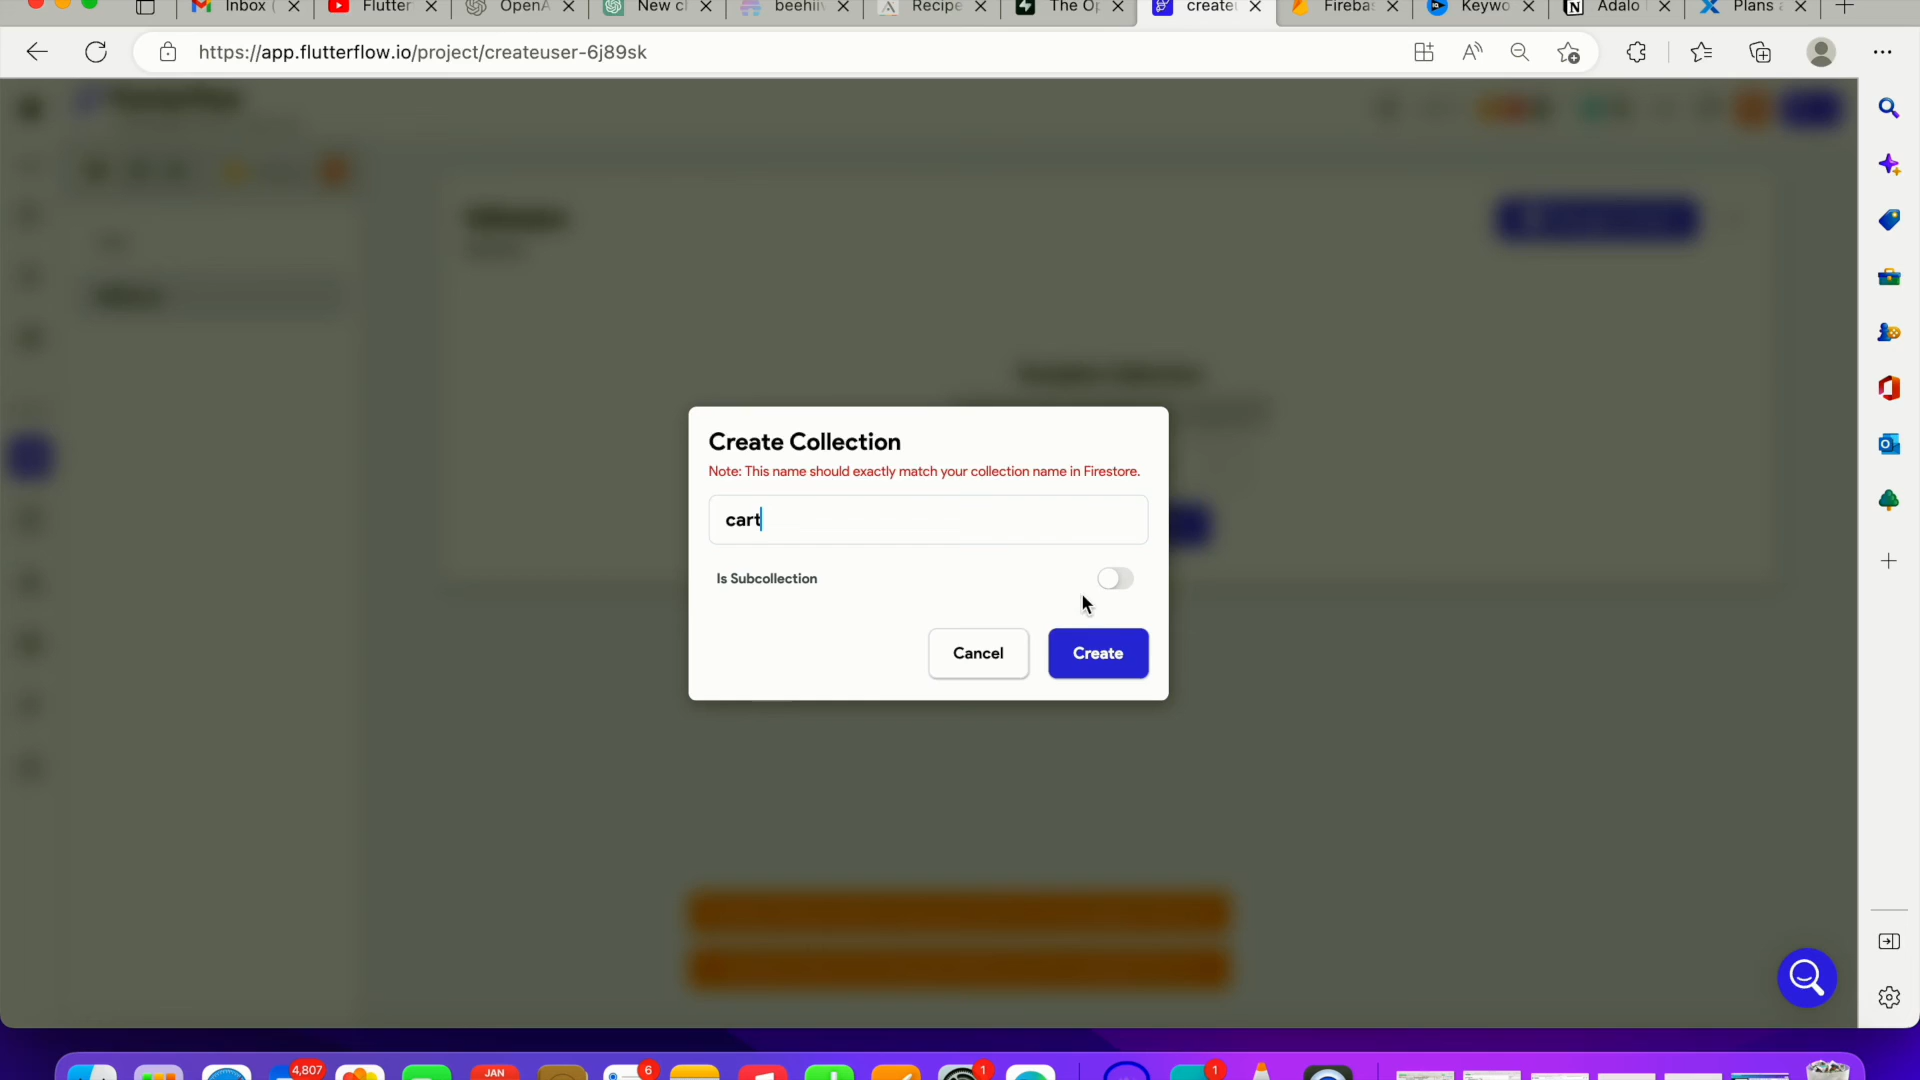 Inbox (
Flutter
OpenA
New c
beehiiv
Recipe
The Op
create
Fireba
Keywo
Adalo
Plans a
https://app.flutterflow.io/project/createuser-6j89sk
Create Collection
Note: This name should exactly match your collection name in Firestore.
cart
Is Subcollection
Cancel
Create
4,807
JAN
6
1
1